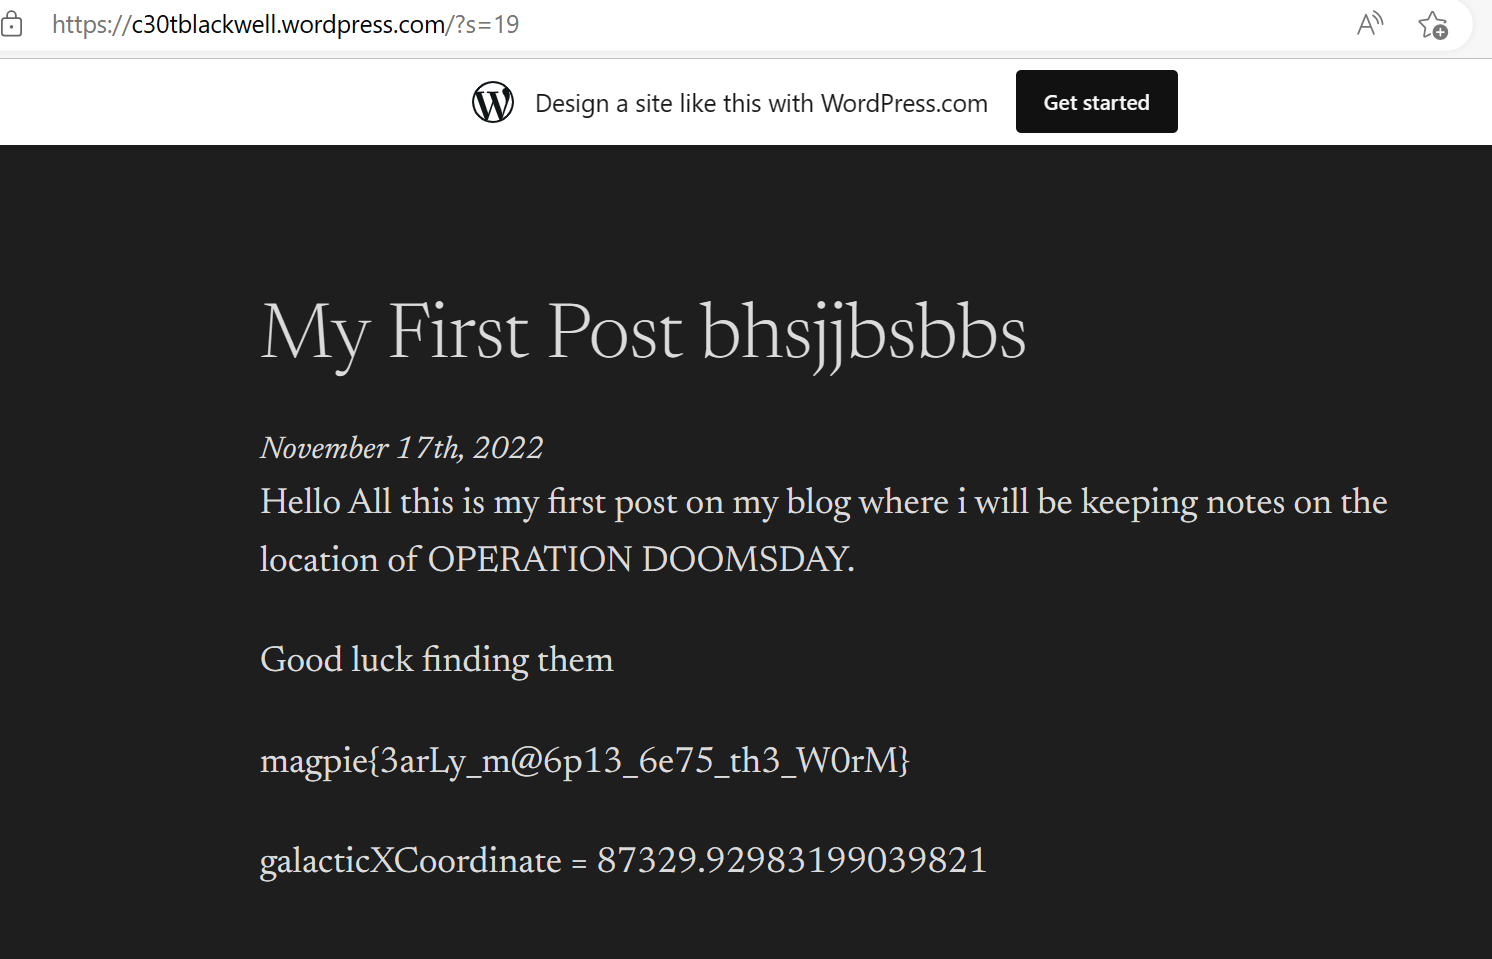 https://c30tblackwell.wordpress.com/?s=19
Design a site like this with WordPress.com
Get started
My First Post bhsjjbsbbs
November 17th, 2022
Hello All this is my first post on my blog where i will be keeping notes on the
location of OPERATION DOOMSDAY.
Good luck finding them
magpie{3arLy_m@6p13_6e75_th3_W0rM}
galacticXCoordinate = 87329.92983199039821